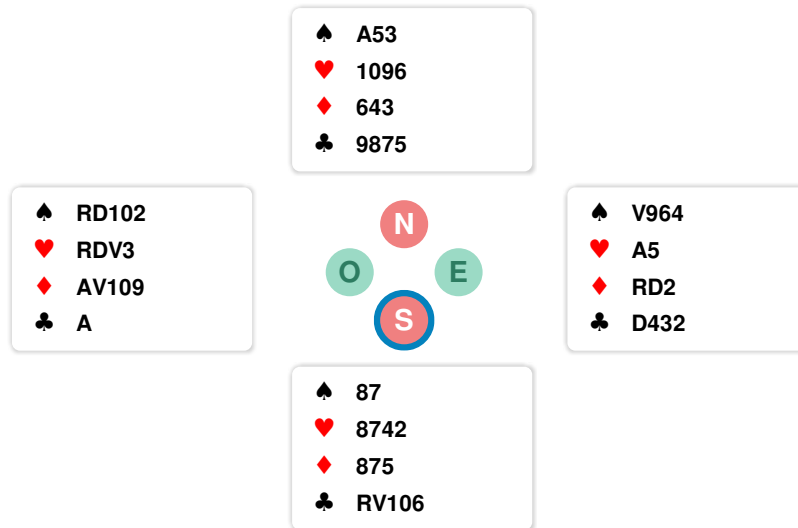 ♠ A53
♥ 1096
♦ 643
♣ 9875
♠ RD102
♥ RDV3
♦ AV109
♣ A
N
O
E
S
♠ V964
♥ A5
♦ RD2
♣ D432
♠ 87
♥ 8742
♦ 875
♣ RV106